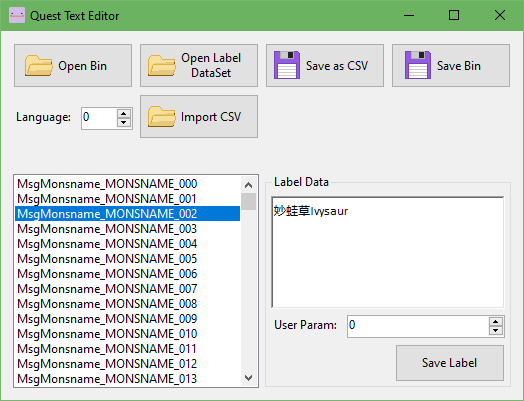 Quest Text Editor
Open Bin
Open Label
DataSet
Save as CSV
Save Bin
Language:
0
Import CSV
MsgMonsname_MONSNAME_000
MsgMonsname_MONSNAME_001
MsgMonsname_MONSNAME_002
MsgMonsname_MONSNAME_003
MsgMonsname_MONSNAME_004
MsgMonsname_MONSNAME_005
MsgMonsname_MONSNAME_006
MsgMonsname_MONSNAME_007
MsgMonsname_MONSNAME_008
MsgMonsname_MONSNAME_009
MsgMonsname_MONSNAME_010
MsgMonsname_MONSNAME_011
MsgMonsname_MONSNAME_012
MsgMonsname_MONSNAME_013
Label Data
妙蛙草Ivysaur
User Param:
0
Save Label